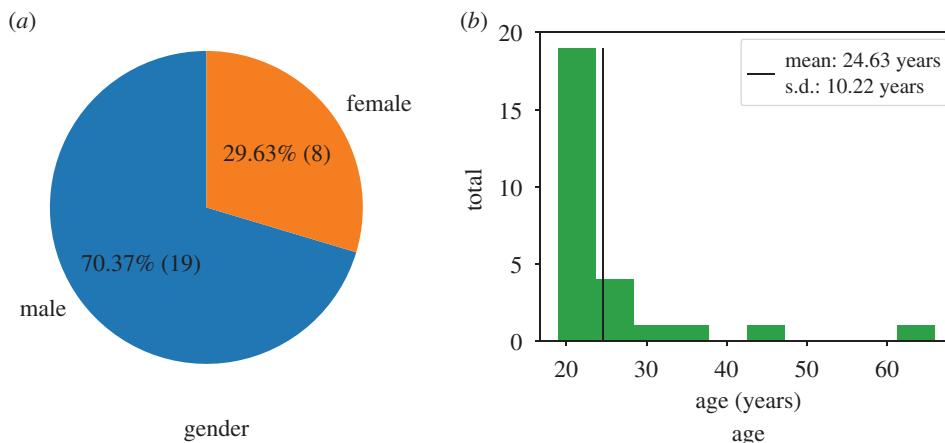 (a)
female
29.63% (8)
70.37% (19)
male
gender
(b)
20
15
10
5
0
total
mean: 24.63 years
s.d.: 10.22 years
20 30 40 50 60
age (years)
age